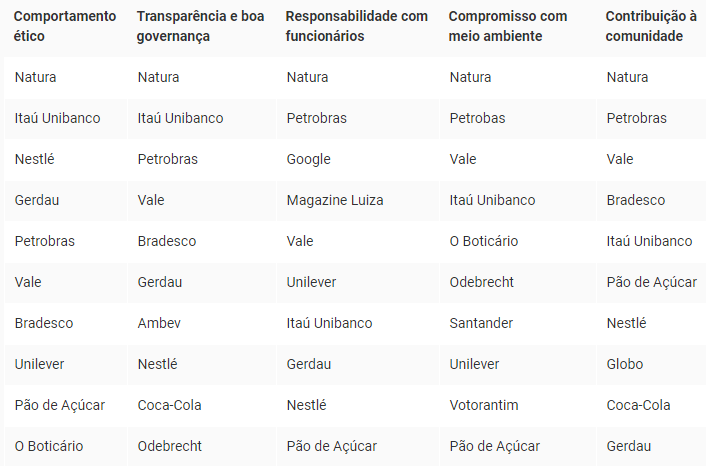 Comportamento ético | Transparência e boa governança | Responsabilidade com funcionários | Compromisso com meio ambiente | Contribuição à comunidade
Natura | Natura | Natura | Natura | Natura
Itaú Unibanco | Itaú Unibanco | Petrobras | Petrobas | Petrobras
Nestlé | Petrobras | Google | Vale | Vale
Gerdau | Vale | Magazine Luiza | Itaú Unibanco | Bradesco
Petrobras | Bradesco | Vale | O Boticário | Itaú Unibanco
Vale | Gerdau | Unilever | Odebrecht | Pão de Açúcar
Bradesco | Ambev | Itaú Unibanco | Santander | Nestlé
Unilever | Nestlé | Gerdau | Unilever | Globo
Pão de Açúcar | Coca-Cola | Nestlé | Votorantim | Coca-Cola
O Boticário | Odebrecht | Pão de Açúcar | Pão de Açúcar | Gerdau